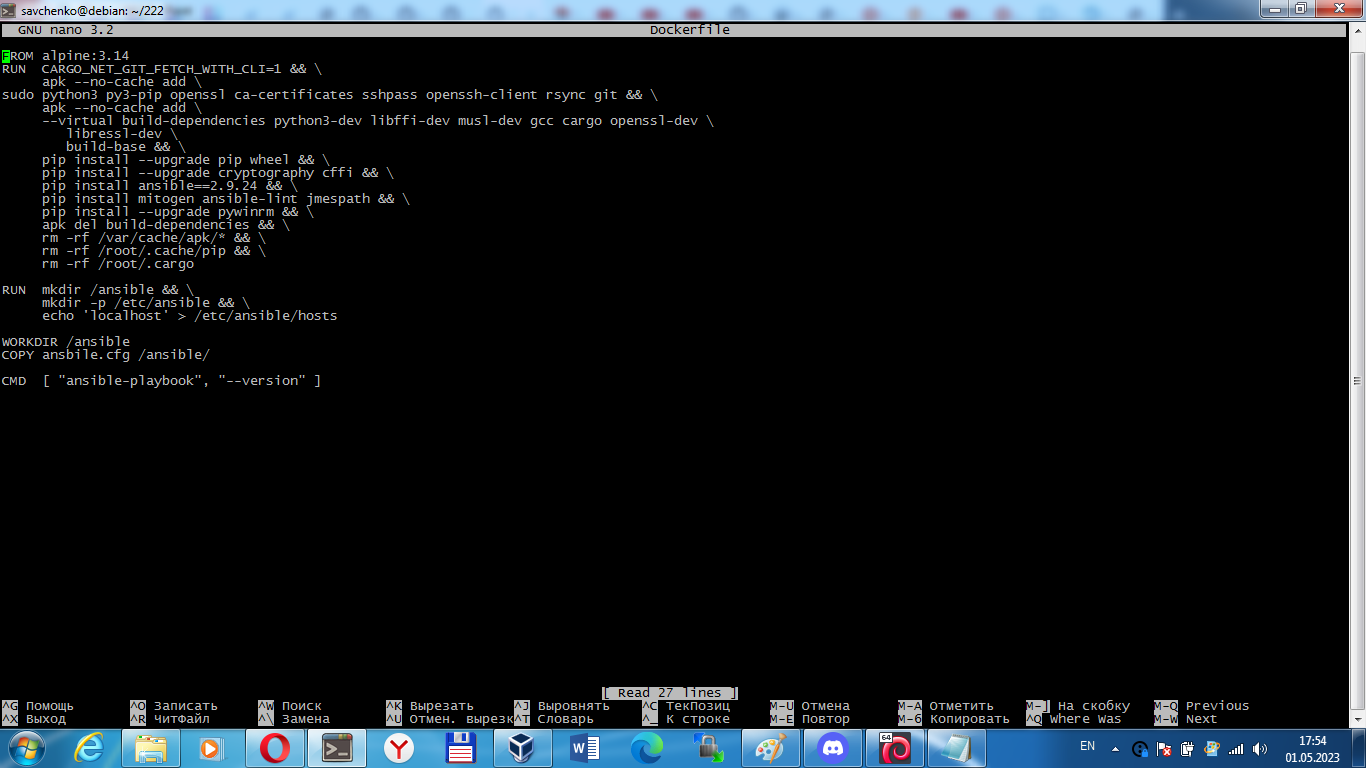 savchenko@debian: ~/222
GNU nano 3.2 Dockerfile
FROM alpine:3.14
RUN  CARGO_NET_GIT_FETCH_WITH_CLI=1 && \
     apk --no-cache add \
sudo python3 py3-pip openssl ca-certificates sshpass openssh-client rsync git && \
     apk --no-cache add \
     --virtual build-dependencies python3-dev libffi-dev musl-dev gcc cargo openssl-dev \
        libressl-dev \
        build-base && \
     pip install --upgrade pip wheel && \
     pip install --upgrade cryptography cffi && \
     pip install ansible==2.9.24 && \
     pip install mitogen ansible-lint jmespath && \
     pip install --upgrade pywinrm && \
     apk del build-dependencies && \
     rm -rf /var/cache/apk/* && \
     rm -rf /root/.cache/pip && \
     rm -rf /root/.cargo
RUN  mkdir /ansible && \
     mkdir -p /etc/ansible && \
     echo 'localhost' > /etc/ansible/hosts
WORKDIR /ansible
COPY ansbile.cfg /ansible/
CMD  [ "ansible-playbook", "--version" ]
[ Read 27 lines ]
^G Помощь ^O Записать ^W Поиск ^K Вырезать ^J Выровнять ^C ТекПозиц M-U Отмена M-A Отметить M-] На скобку M-Q Previous
^X Выход ^R ЧитФайл ^\ Замена ^U Отмен. вырезк ^T Словарь ^_ К строке M-E Повтор M-6 Копировать ^Q Where Was M-W Next
64
EN
17:54
01.05.2023